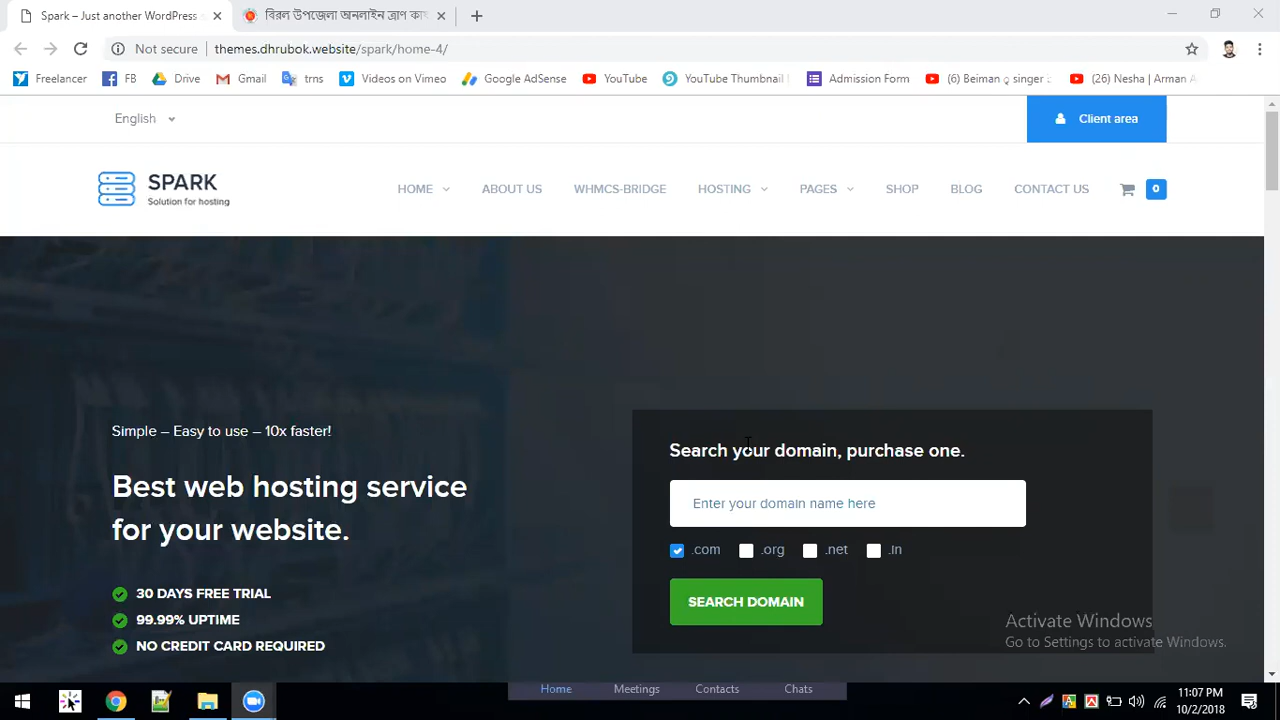 Spark – Just another WordPress
বিরল উপজেলা অনলাইন ত্রাণ কার্য
Not secure
themes.dhrubok.website/spark/home-4/
Freelancer
FB
Drive
Gmail
trns
Videos on Vimeo
Google AdSense
YouTube
YouTube Thumbnail
Admission Form
(6) Beiman q singer
(26) Nesha | Arman A
English
Client area
SPARK
Solution for hosting
HOME
ABOUT US
WHMCS-BRIDGE
HOSTING
PAGES
SHOP
BLOG
CONTACT US
0
Simple – Easy to use – 10x faster!
Best web hosting service
for your website.
30 DAYS FREE TRIAL
99.99% UPTIME
NO CREDIT CARD REQUIRED
Search your domain, purchase one.
Enter your domain name here
.com .org .net .in
SEARCH DOMAIN
Activate Windows
Go to Settings to activate Windows.
Home
Meetings
Contacts
Chats
11:07 PM
10/2/2018